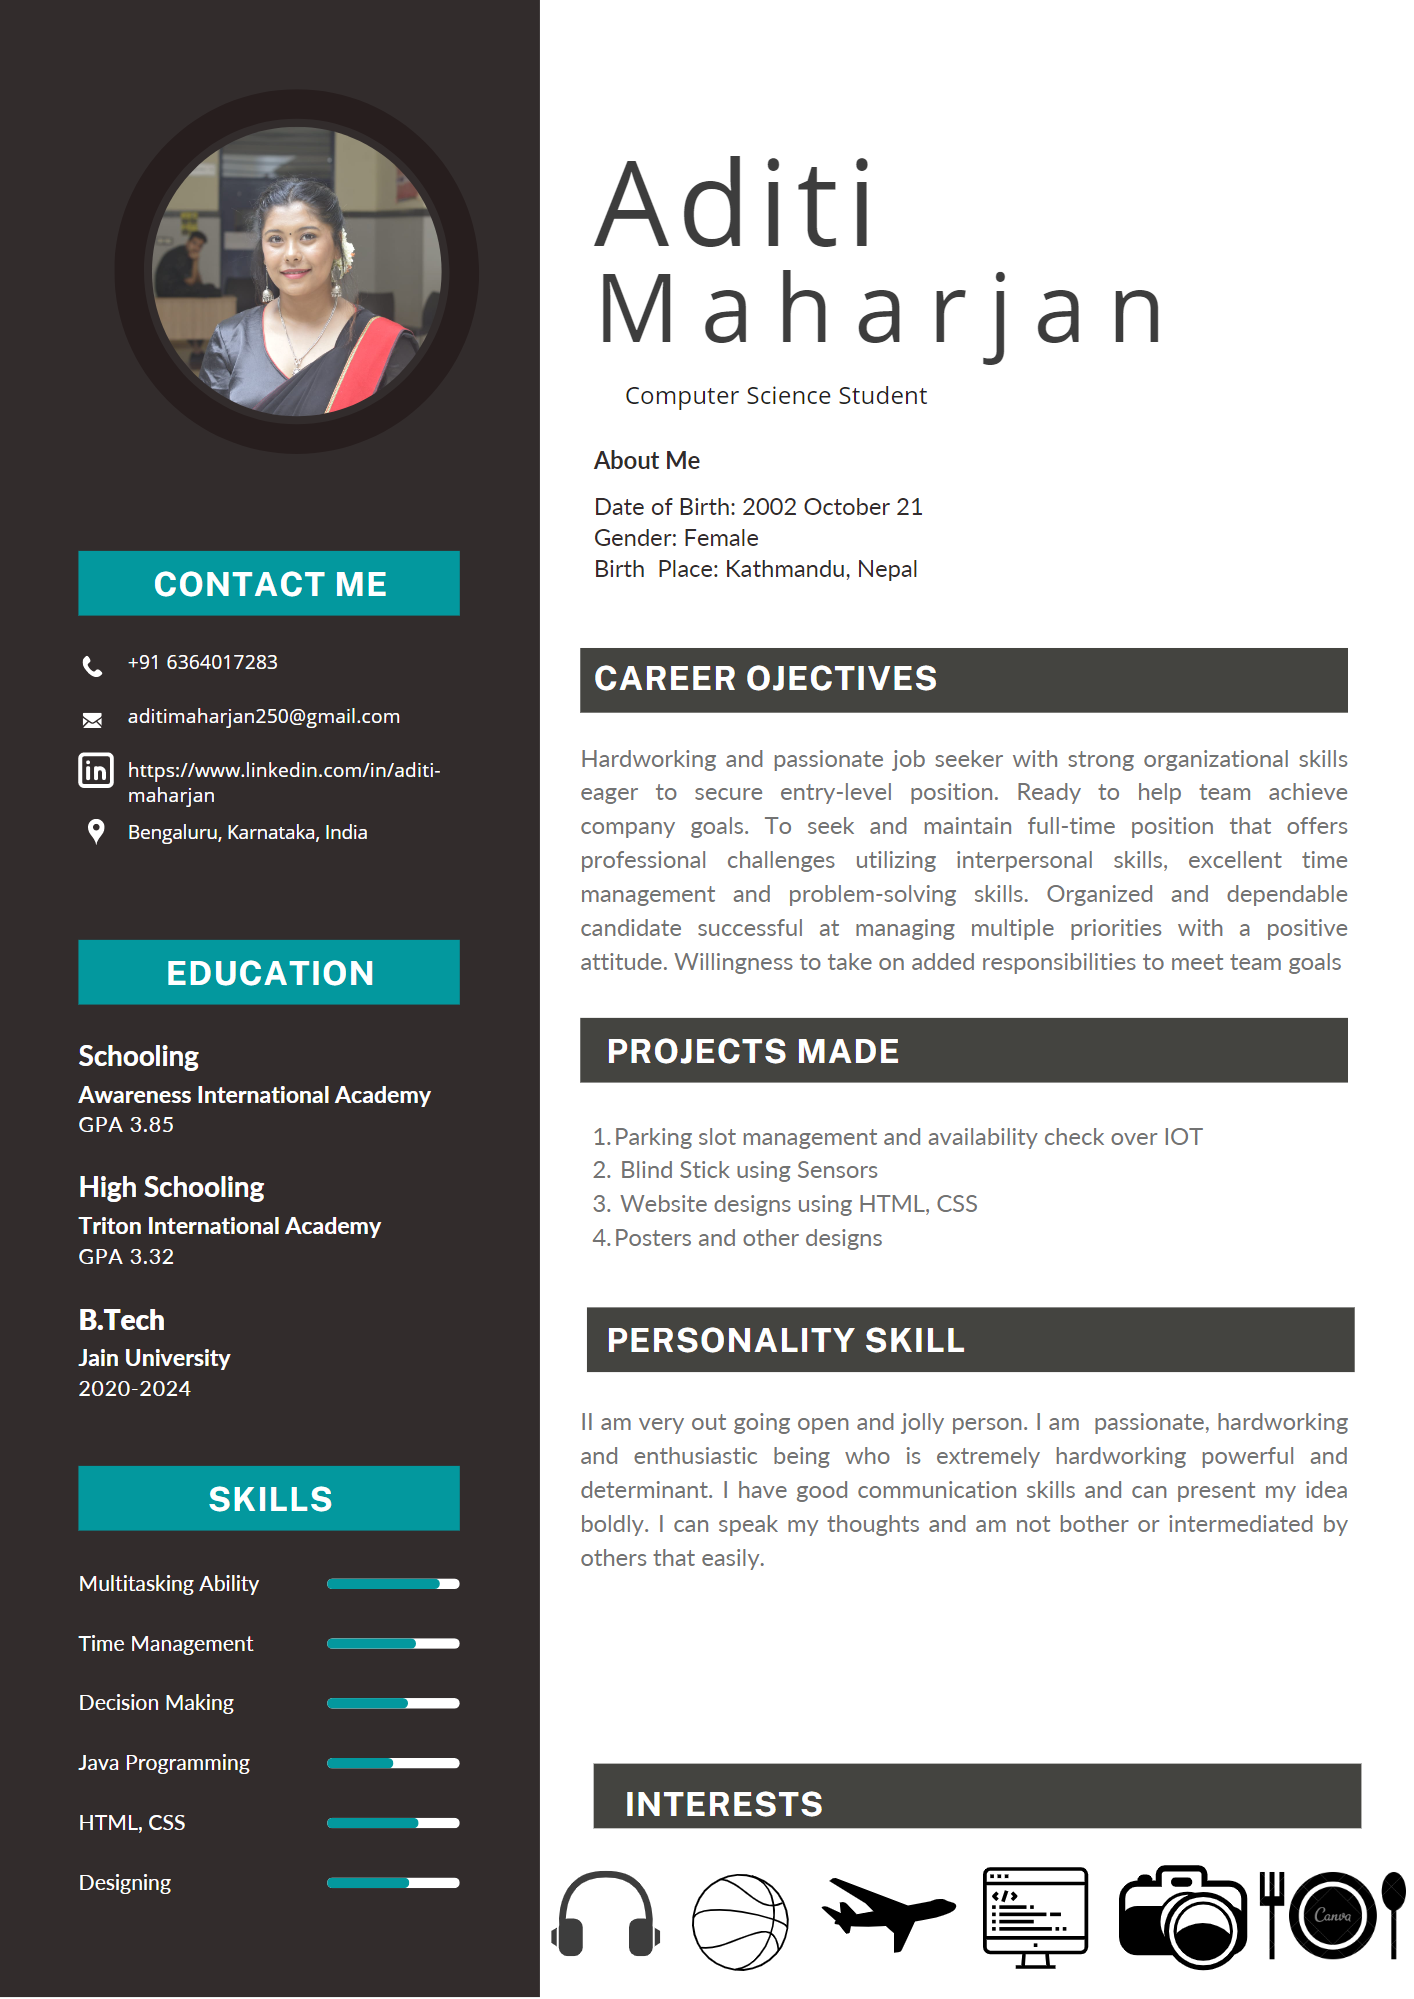 Aditi
Maharjan
Computer Science Student
About Me
Date of Birth: 2002 October 21
Gender: Female
Birth  Place: Kathmandu, Nepal
CONTACT ME
+91 6364017283
aditimaharjan250@gmail.com
in
https://www.linkedin.com/in/aditi-
maharjan
Bengaluru, Karnataka, India
EDUCATION
Schooling
Awareness International Academy
GPA 3.85
High Schooling
Triton International Academy
GPA 3.32
B.Tech
Jain University
2020-2024
SKILLS
Multitasking Ability
Time Management
Decision Making
Java Programming
HTML, CSS
Designing
CAREER OJECTIVES
Hardworking and passionate job seeker with strong organizational skills
eager to secure entry-level position. Ready to help team achieve
company goals. To seek and maintain full-time position that offers
professional challenges utilizing interpersonal skills, excellent time
management and problem-solving skills. Organized and dependable
candidate successful at managing multiple priorities with a positive
attitude. Willingness to take on added responsibilities to meet team goals
PROJECTS MADE
1. Parking slot management and availability check over IOT
2. Blind Stick using Sensors
3. Website designs using HTML, CSS
4. Posters and other designs
PERSONALITY SKILL
II am very out going open and jolly person. I am  passionate, hardworking
and enthusiastic being who is extremely hardworking powerful and
determinant. I have good communication skills and can present my idea
boldly. I can speak my thoughts and am not bother or intermediated by
others that easily.
INTERESTS
</>
Canva